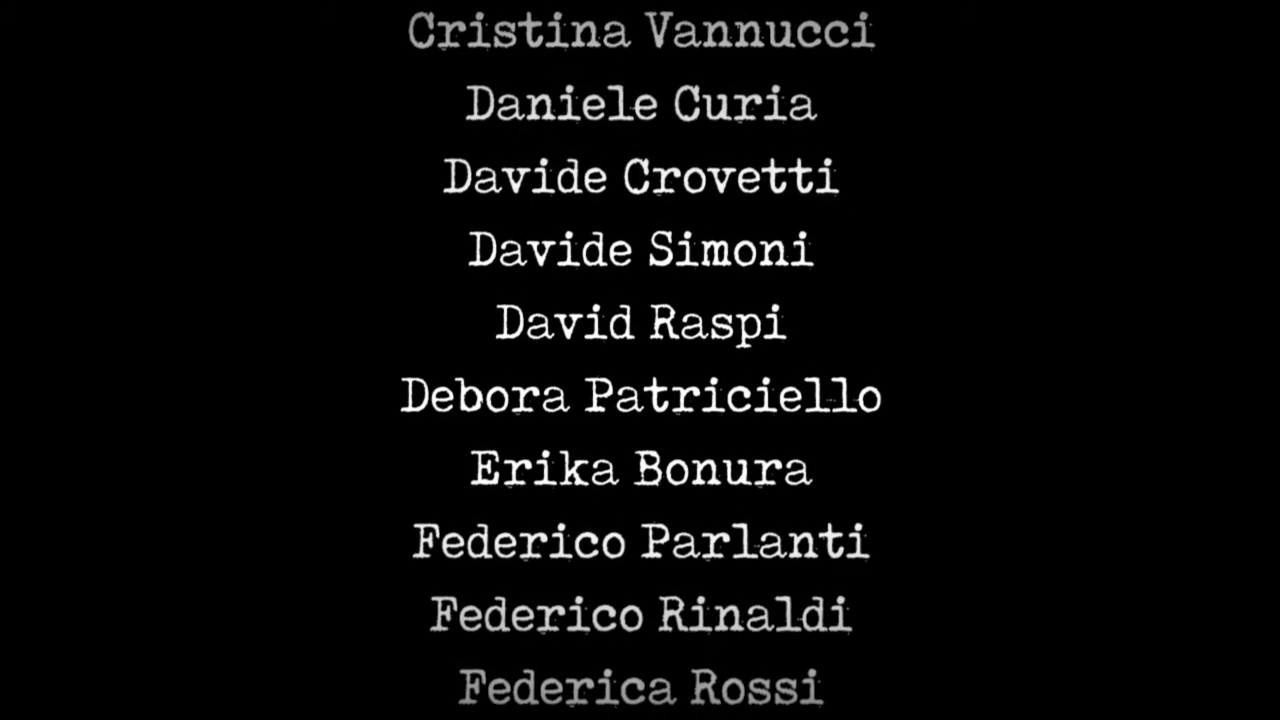 Cristina Vannucci
Daniele Curia
Davide Crovetti
Davide Simoni
David Raspi
Debora Patriciello
Erika Bonura
Federico Parlanti
Federico Rinaldi
Federica Rossi